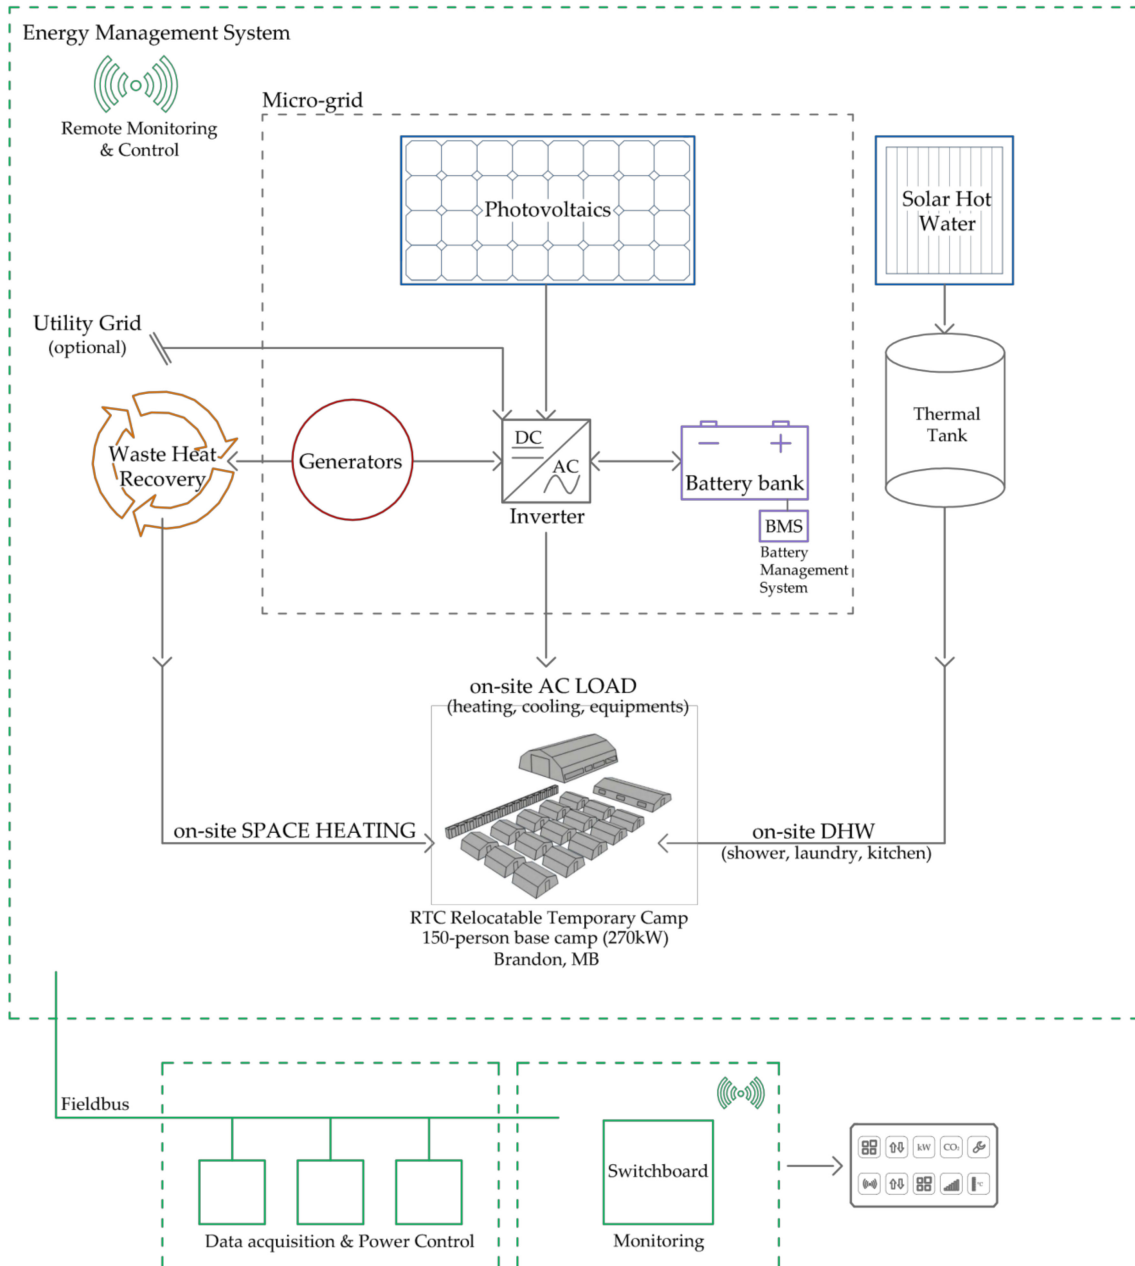 Energy Management System
Remote Monitoring
& Control
Micro-grid
Photovoltaics
Solar Hot
Water
Utility Grid
(optional)
Thermal
Tank
Waste Heat
Recovery
Generators
DC
AC
Inverter
Battery bank
BMS
Battery
Management
System
on-site AC LOAD
(heating, cooling, equipments)
on-site SPACE HEATING
on-site DHW
(shower, laundry, kitchen)
RTC Relocatable Temporary Camp
150-person base camp (270kW)
Brandon, MB
Fieldbus
Data acquisition & Power Control
Switchboard
Monitoring
kW
CO₂
°C